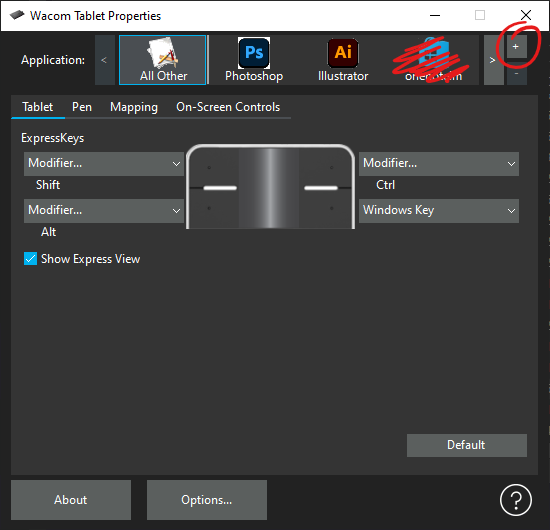 Wacom Tablet Properties
Application:
<
Ps
Ai
>
+
-
All Other
Photoshop
Illustrator
Tablet
Pen
Mapping
On-Screen Controls
ExpressKeys
Modifier...
Modifier...
Shift
Ctrl
Modifier...
Windows Key
Alt
Show Express View
Default
About
Options...
?